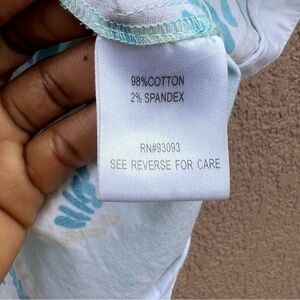 98%COTTON
2% SPANDEX
RN#93093
SEE REVERSE FOR CARE